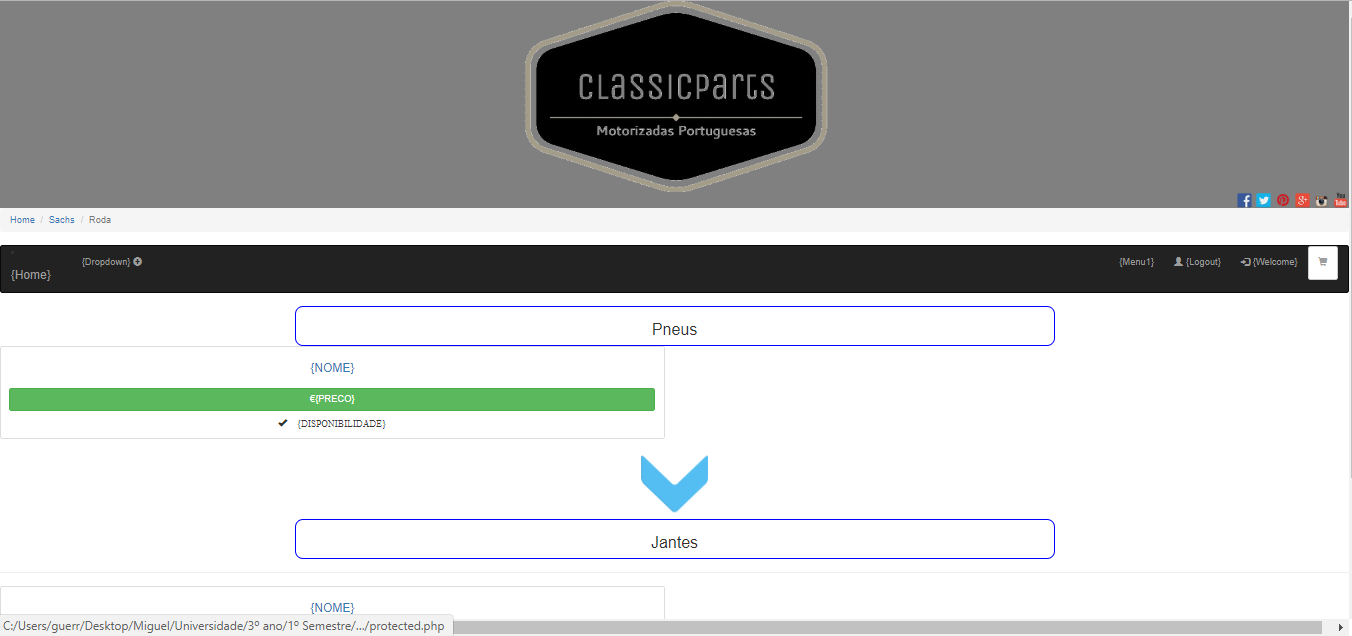 classicparts
Motorizadas Portuguesas
Home / Sachs / Roda
{Home}
{Dropdown}
{Menu1} {Logout} {Welcome}
Pneus
{NOME}
€{PRECO}
{DISPONIBILIDADE}
Jantes
{NOME}
C:/Users/guerr/Desktop/Miguel/Universidade/3º ano/1º Semestre/.../protected.php